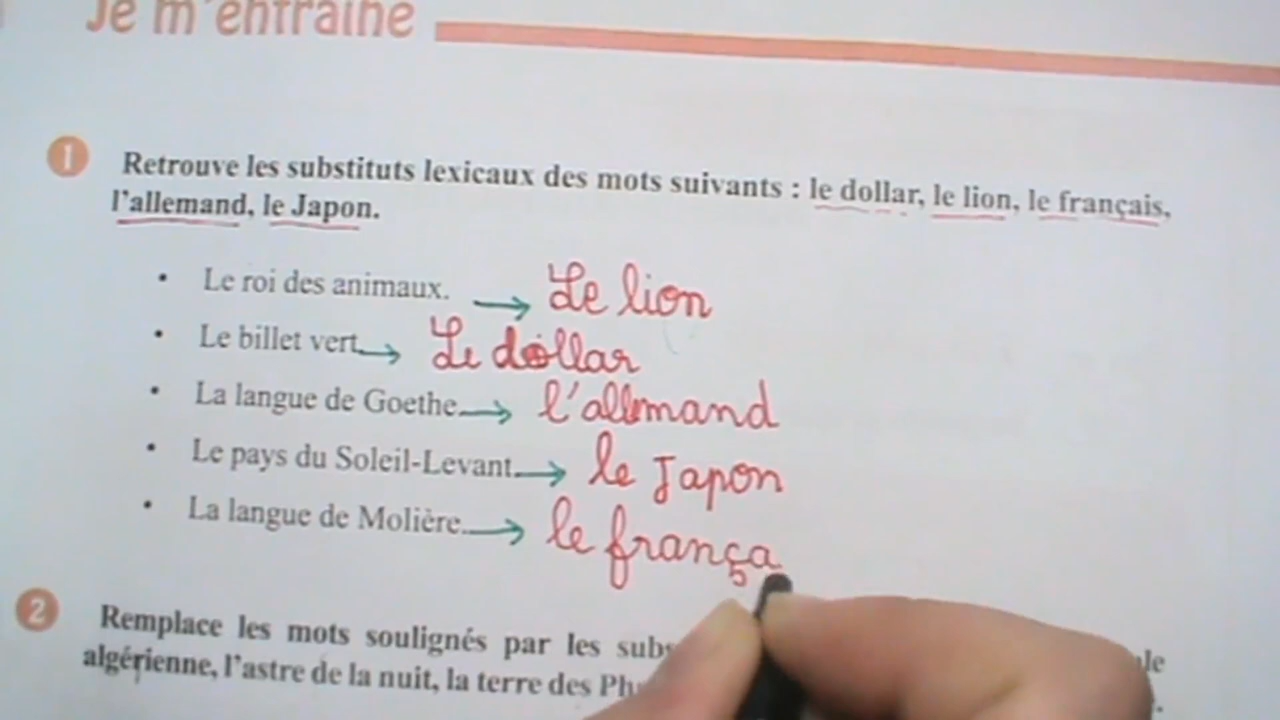 Je m'entraîne
1 Retrouve les substituts lexicaux des mots suivants : le dollar, le lion, le français,
l'allemand, le Japon.
• Le roi des animaux. → Le lion
• Le billet vert → Le dollar
• La langue de Goethe. → l'allemand
• Le pays du Soleil-Levant. → le Japon
• La langue de Molière. → le frança
2 Remplace les mots soulignés par les
algérienne, l'astre de la nuit, la terre des